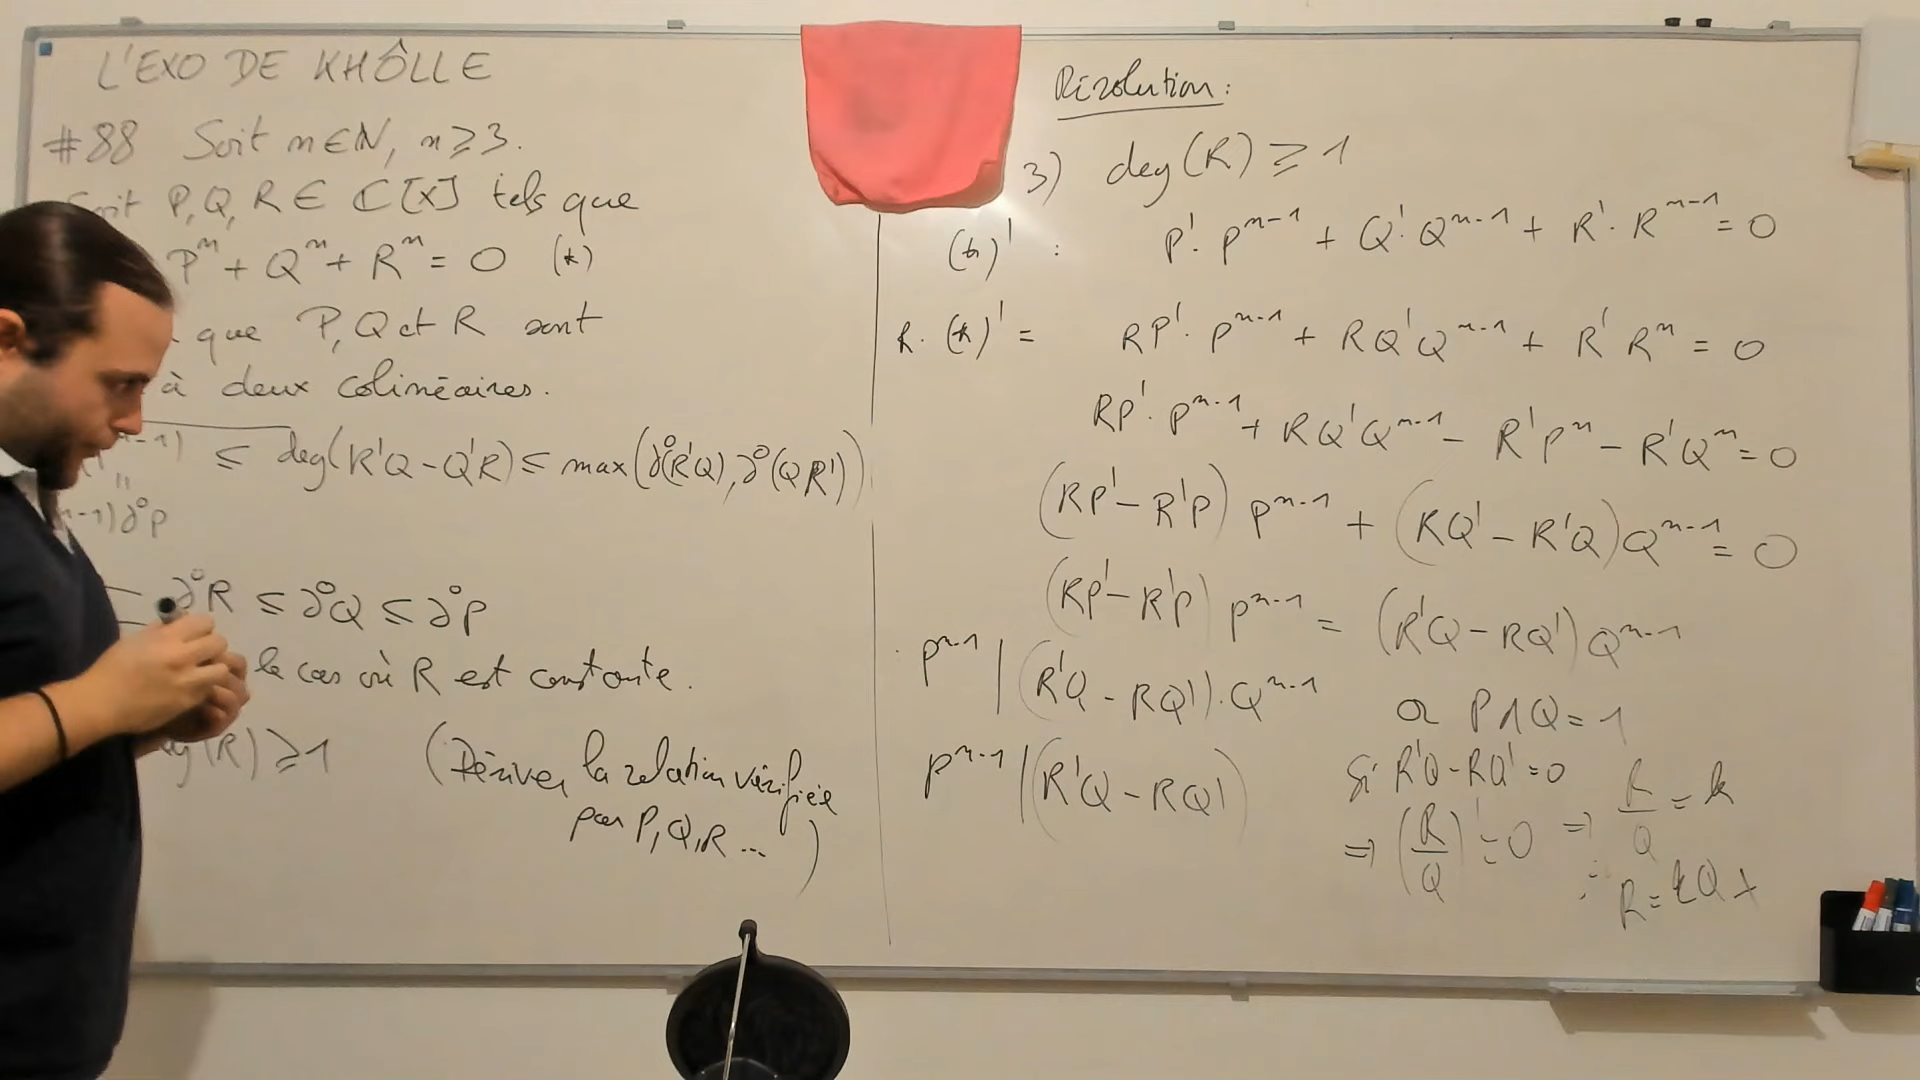 L'EXO DE KHÔLLE
#88 Soit n∈ℕ, n⩾3.
Soit P,Q,R∈ ℂ[X] tels que
Pⁿ + Qⁿ + Rⁿ = 0 (*)
que P,Q et R sont
à deux colinéaires.
⩽ deg(R'Q-Q'R) ⩽ max(∂°(R'Q),∂°(QR'))
-1)∂°P
∂°R ⩽ ∂°Q ⩽ ∂°P
le cas où R est constante.
(R) ⩾1 (Dériver la relation vérifiée
par P,Q,R ... )
Résolution:
3) deg(R) ⩾ 1
(*)' : P'.Pⁿ⁻¹ + Q'.Qⁿ⁻¹ + R'.Rⁿ⁻¹ = 0
R.(*)' = RP'.Pⁿ⁻¹ + RQ'Qⁿ⁻¹ + R'Rⁿ = 0
RP'.Pⁿ⁻¹ + RQ'Qⁿ⁻¹ - R'Pⁿ - R'Qⁿ = 0
(RP'-R'P) Pⁿ⁻¹ + (RQ'-R'Q)Qⁿ⁻¹ = 0
(RP'-R'P) Pⁿ⁻¹ = (R'Q-RQ')Qⁿ⁻¹
Pⁿ⁻¹ | (R'Q-RQ').Qⁿ⁻¹ or P∧Q=1
Pⁿ⁻¹ | (R'Q-RQ')
Si R'Q-RQ'=0
⇒ (R/Q)' = 0 ⇒ R/Q = k
R=kQ